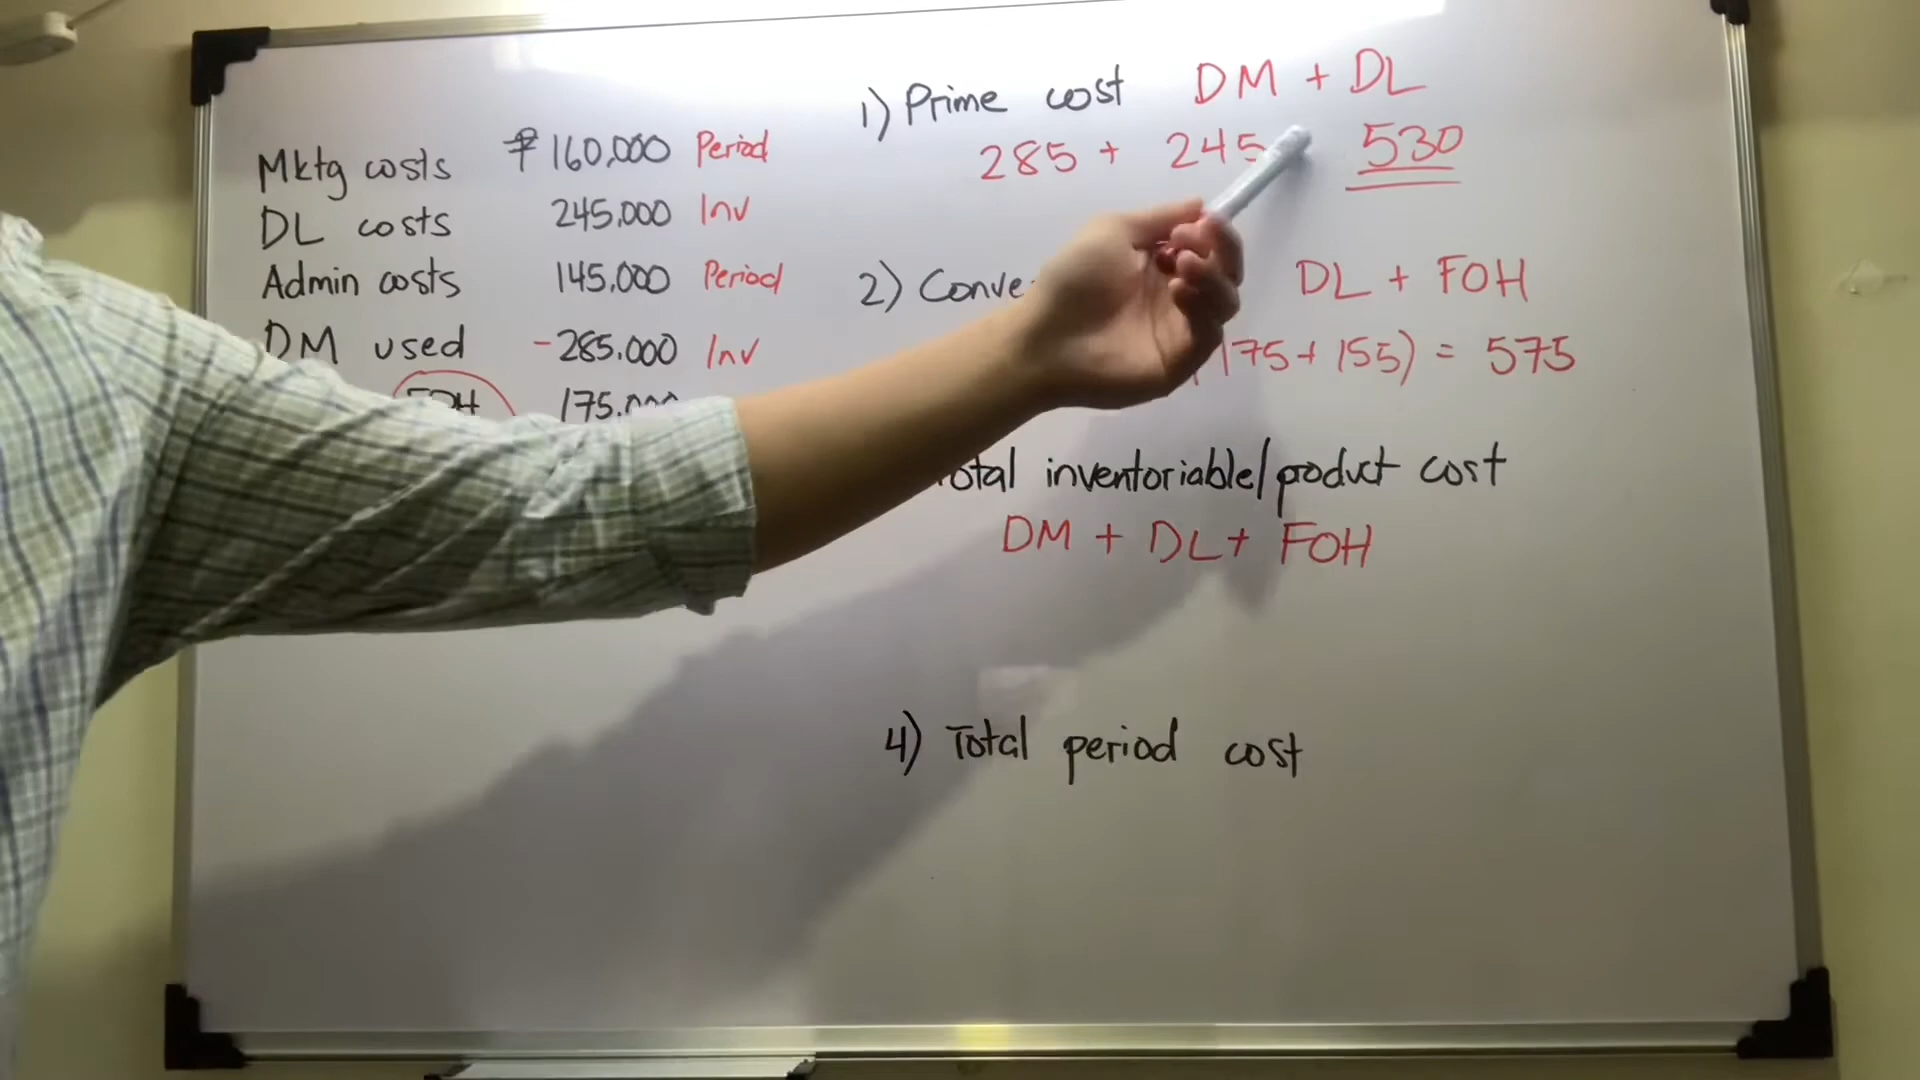 Mktg costs ₱160,000 Period
DL costs 245,000 Inv
Admin costs 145,000 Period
DM used - 285,000 Inv
FOH
1) Prime cost DM + DL
285 + 245 530
2) DL + FOH
175 + 155) = 575
inventoriable/product cost
DM + DL + FOH
4) Total period cost